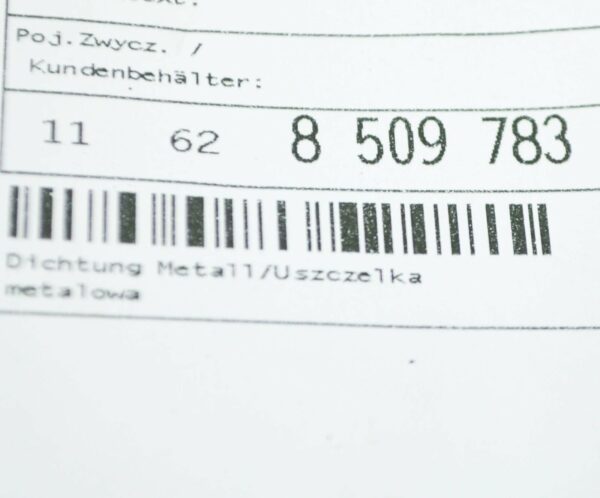 Poj.Zwycz. /
Kundenbehälter:
11 62 8 509 783
Dichtung Metall/Uszczelka
metalowa